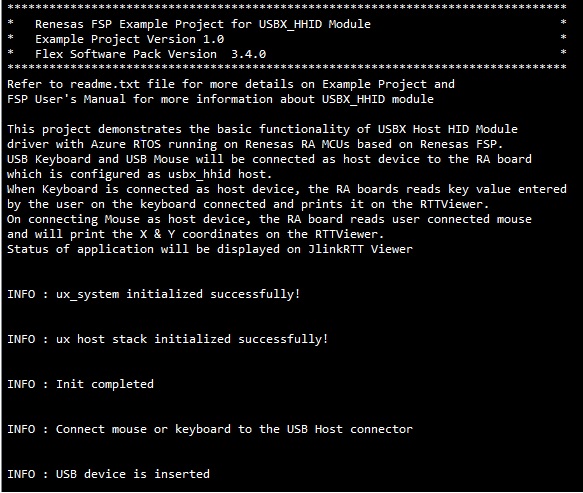 ********************************************************************************
*   Renesas FSP Example Project for USBX_HHID Module                           *
*   Example Project Version 1.0                                                *
*   Flex Software Pack Version  3.4.0                                          *
********************************************************************************
Refer to readme.txt file for more details on Example Project and
FSP User's Manual for more information about USBX_HHID module
This project demonstrates the basic functionality of USBX Host HID Module
driver with Azure RTOS running on Renesas RA MCUs based on Renesas FSP.
USB Keyboard and USB Mouse will be connected as host device to the RA board
which is configured as usbx_hhid host.
When Keyboard is connected as host device, the RA boards reads key value entered
by the user on the keyboard connected and prints it on the RTTViewer.
On connecting Mouse as host device, the RA board reads user connected mouse
and will print the X & Y coordinates on the RTTViewer.
Status of application will be displayed on JlinkRTT Viewer
INFO : ux_system initialized successfully!
INFO : ux host stack initialized successfully!
INFO : Init completed
INFO : Connect mouse or keyboard to the USB Host connector
INFO : USB device is inserted